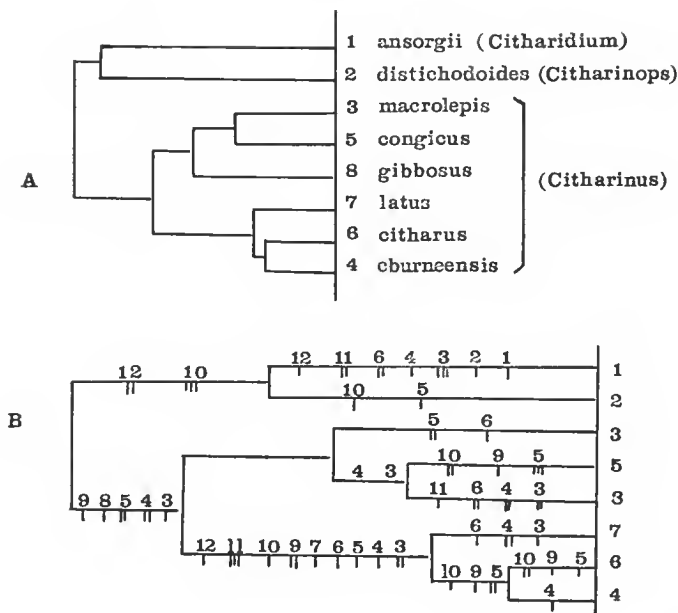 1 ansorgii (Citharidium)
2 distichodoides (Citharinops)
3 macrolepis
5 congicus
A
8 gibbosus
(Citharinus)
7 latus
6 citharus
4 eburneensis
12 11 6 4 3 2 1
1
12 10
10 5
2
B
5 6
3
10 9 5
5
4 3
11 6 4 3
3
9 8 5 4 3
6 4 3
7
12 11 10 9 7 6 5 4 3
10 9 5
6
10 9 5
4
4